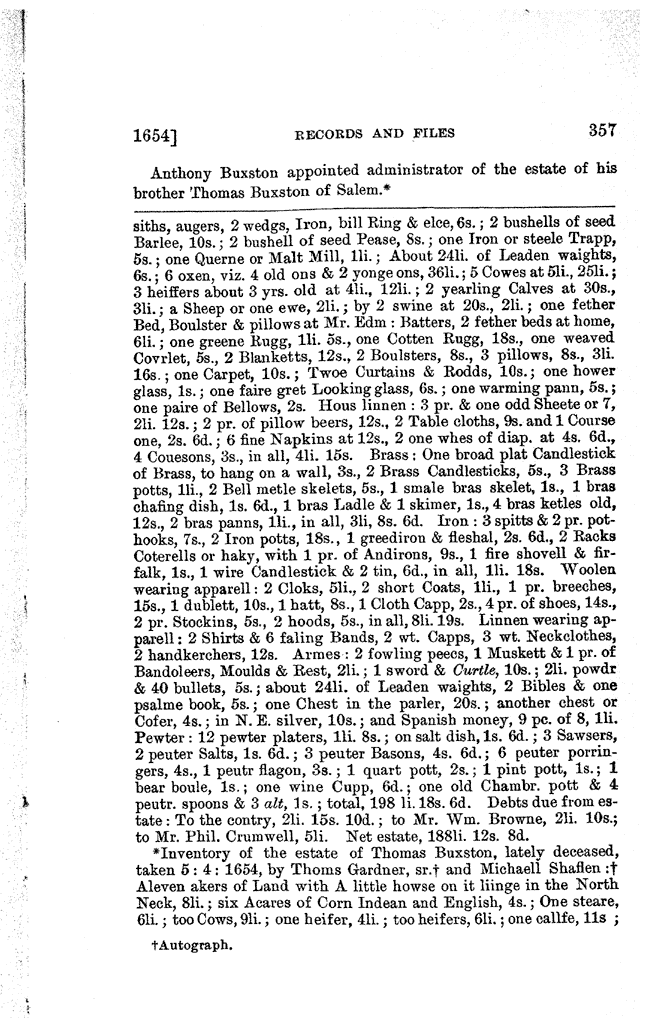 1654]
RECORDS AND FILES
357
Anthony Buxston appointed administrator of the estate of his
brother Thomas Buxston of Salem.*
siths, augers, 2 wedgs, Iron, bill Ring & elce, 6s. ; 2 bushells of seed
Barlee, 10s. ; 2 bushell of seed Pease, 8s. ; one Iron or steele Trapp,
5s. ; one Querne or Malt Mill, 1li. ; About 24li. of Leaden waights,
6s. ; 6 oxen, viz. 4 old ons & 2 yonge ons, 36li. ; 5 Cowes at 5li., 25li. ;
3 heiffers about 3 yrs. old at 4li., 12li. ; 2 yearling Calves at 30s.,
3li. ; a Sheep or one ewe, 2li. ; by 2 swine at 20s., 2li. ; one fether
Bed, Boulster & pillows at Mr. Edm : Batters, 2 fether beds at home,
6li. ; one greene Rugg, 1li. 5s., one Cotten Rugg, 18s., one weaved
Covrlet, 5s., 2 Blanketts, 12s., 2 Boulsters, 8s., 3 pillows, 8s., 3li.
16s. ; one Carpet, 10s. ; Twoe Curtains & Rodds, 10s. ; one hower
glass, 1s. ; one faire gret Looking glass, 6s. ; one warming pann, 5s. ;
one paire of Bellows, 2s. Hous linnen : 3 pr. & one odd Sheete or 7,
2li. 12s. ; 2 pr. of pillow beers, 12s., 2 Table cloths, 9s. and 1 Course
one, 2s. 6d. ; 6 fine Napkins at 12s., 2 one whes of diap. at 4s. 6d.,
4 Couesons, 3s., in all, 4li. 15s. Brass : One broad plat Candlestick
of Brass, to hang on a wall, 3s., 2 Brass Candlesticks, 5s., 3 Brass
potts, 1li., 2 Bell metle skelets, 5s., 1 smale bras skelet, 1s., 1 bras
chafing dish, 1s. 6d., 1 bras Ladle & 1 skimer, 1s., 4 bras ketles old,
12s., 2 bras panns, 1li., in all, 3li, 8s. 6d. Iron : 3 spitts & 2 pr. pot-
hooks, 7s., 2 Iron potts, 18s., 1 greediron & fleshal, 2s. 6d., 2 Racks
Coterells or haky, with 1 pr. of Andirons, 9s., 1 fire shovell & fir-
falk, 1s., 1 wire Candlestick & 2 tin, 6d., in all, 1li. 18s. Woolen
wearing apparell : 2 Cloks, 5li., 2 short Coats, 1li., 1 pr. breeches,
15s., 1 dublett, 10s., 1 hatt, 8s., 1 Cloth Capp, 2s., 4 pr. of shoes, 14s.,
2 pr. Stockins, 5s., 2 hoods, 5s., in all, 8li. 19s. Linnen wearing ap-
parell : 2 Shirts & 6 faling Bands, 2 wt. Capps, 3 wt. Neckclothes,
2 handkerchers, 12s. Armes : 2 fowling peecs, 1 Muskett & 1 pr. of
Bandoleers, Moulds & Rest, 2li. ; 1 sword & Curtle, 10s. ; 2li. powdr
& 40 bullets, 5s. ; about 24li. of Leaden waights, 2 Bibles & one
psalme book, 5s. ; one Chest in the parler, 20s. ; another chest or
Cofer, 4s. ; in N. E. silver, 10s. ; and Spanish money, 9 pc. of 8, 1li.
Pewter : 12 pewter platers, 1li. 8s. ; on salt dish, 1s. 6d. ; 3 Sawsers,
2 peuter Salts, 1s. 6d. ; 3 peuter Basons, 4s. 6d. ; 6 peuter porrin-
gers, 4s., 1 peutr flagon, 3s. ; 1 quart pott, 2s. ; 1 pint pott, 1s. ; 1
bear boule, 1s. ; one wine Cupp, 6d. ; one old Chambr. pott & 4
peutr. spoons & 3 alt, 1s. ; total, 198 li. 18s. 6d. Debts due from es-
tate : To the contry, 2li. 15s. 10d. ; to Mr. Wm. Browne, 2li. 10s.;
to Mr. Phil. Crumwell, 5li. Net estate, 188li. 12s. 8d.
*Inventory of the estate of Thomas Buxston, lately deceased,
taken 5 : 4 : 1654, by Thoms Gardner, sr.† and Michaell Shaflen :†
Aleven akers of Land with A little howse on it liinge in the North
Neck, 8li. ; six Acares of Corn Indean and English, 4s. ; One steare,
6li. ; too Cows, 9li. ; one heifer, 4li. ; too heifers, 6li. ; one callfe, 11s ;
†Autograph.